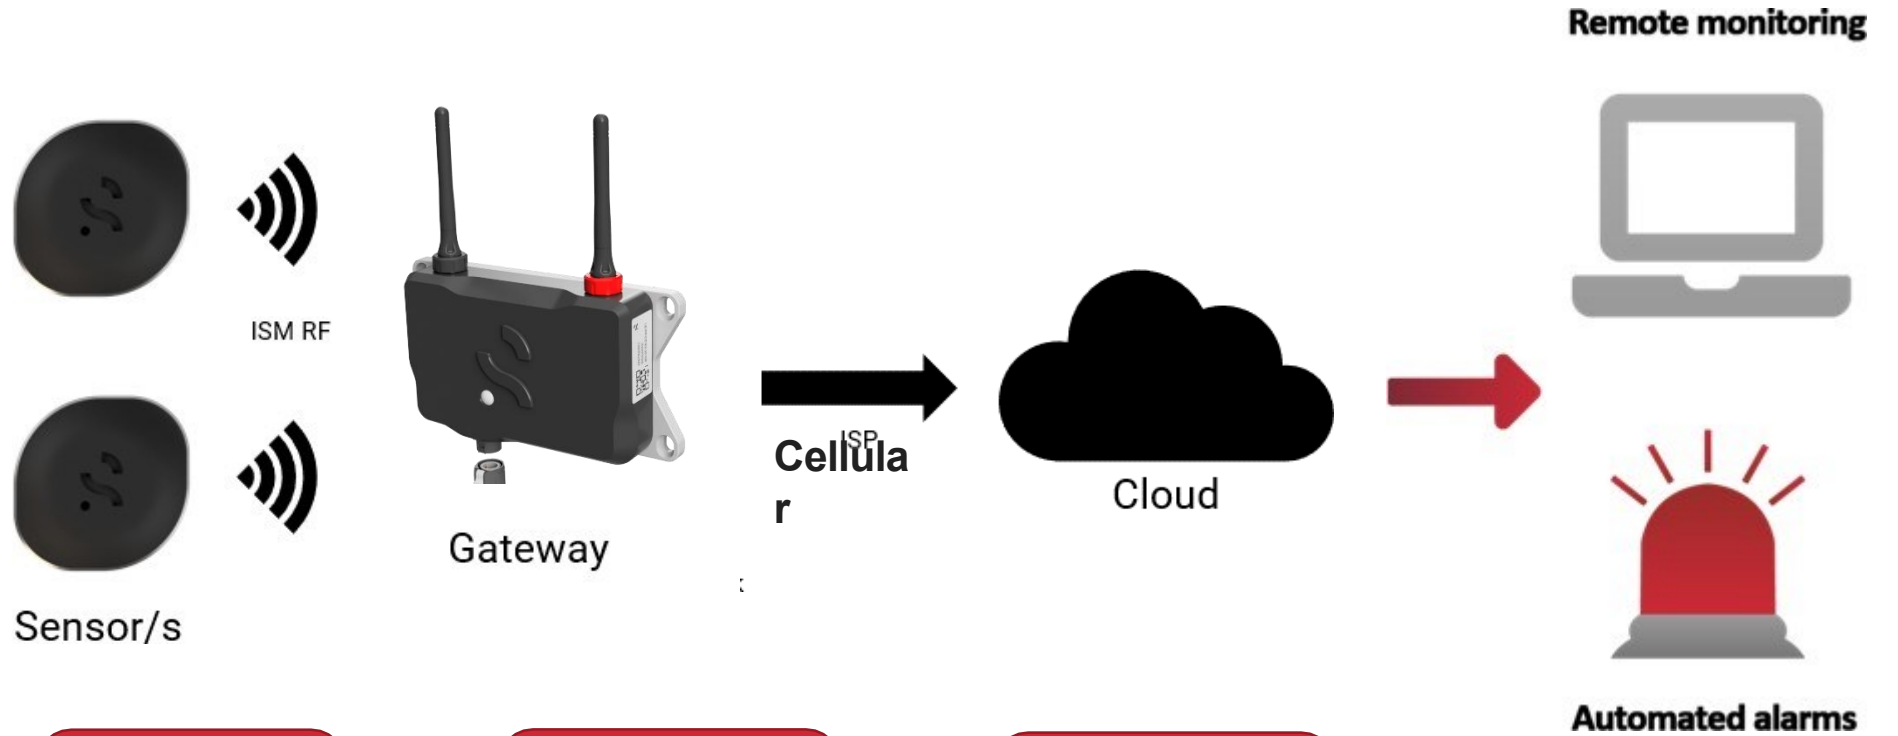 Remote monitoring
ISM RF
ISP
Cellula
r
Cloud
Gateway
Sensor/s
Automated alarms